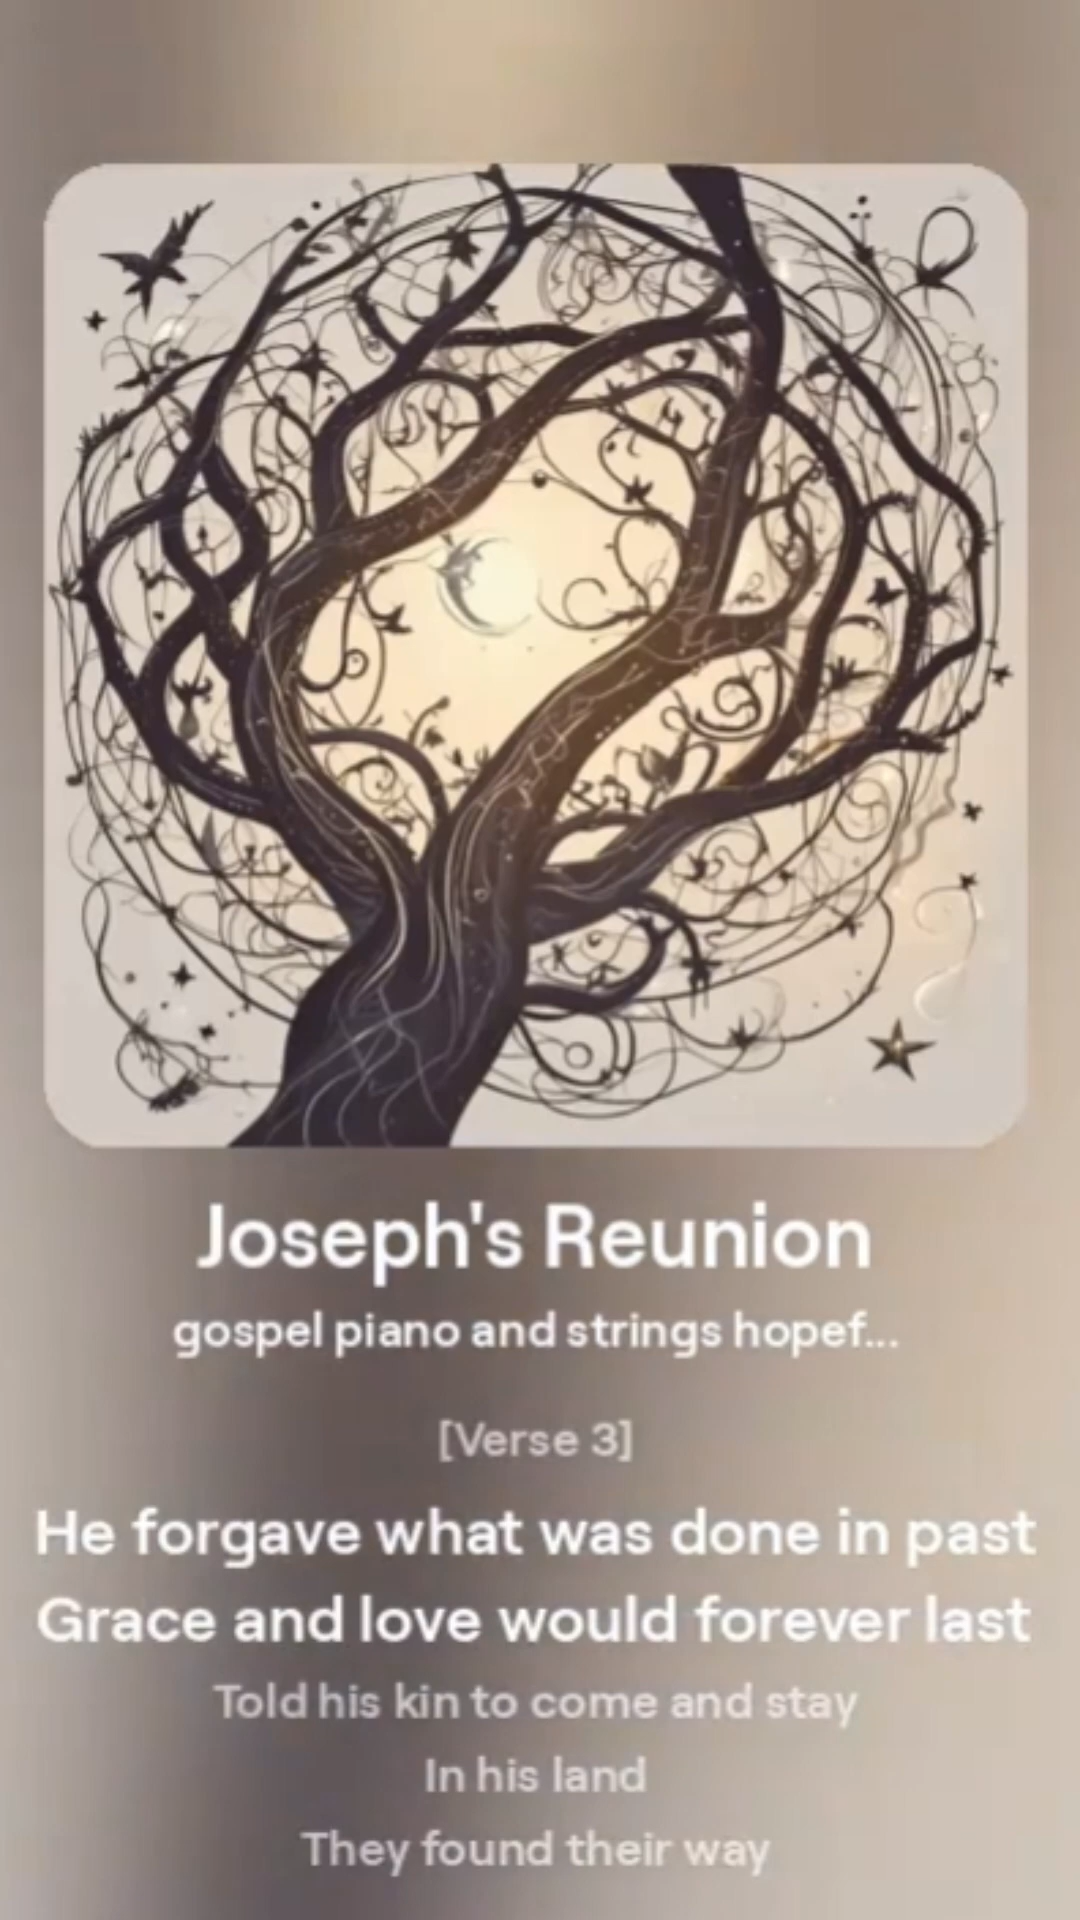 Joseph's Reunion
gospel piano and strings hopef...
[Verse 3]
He forgave what was done in past
Grace and love would forever last
Told his kin to come and stay
In his land
They found their way